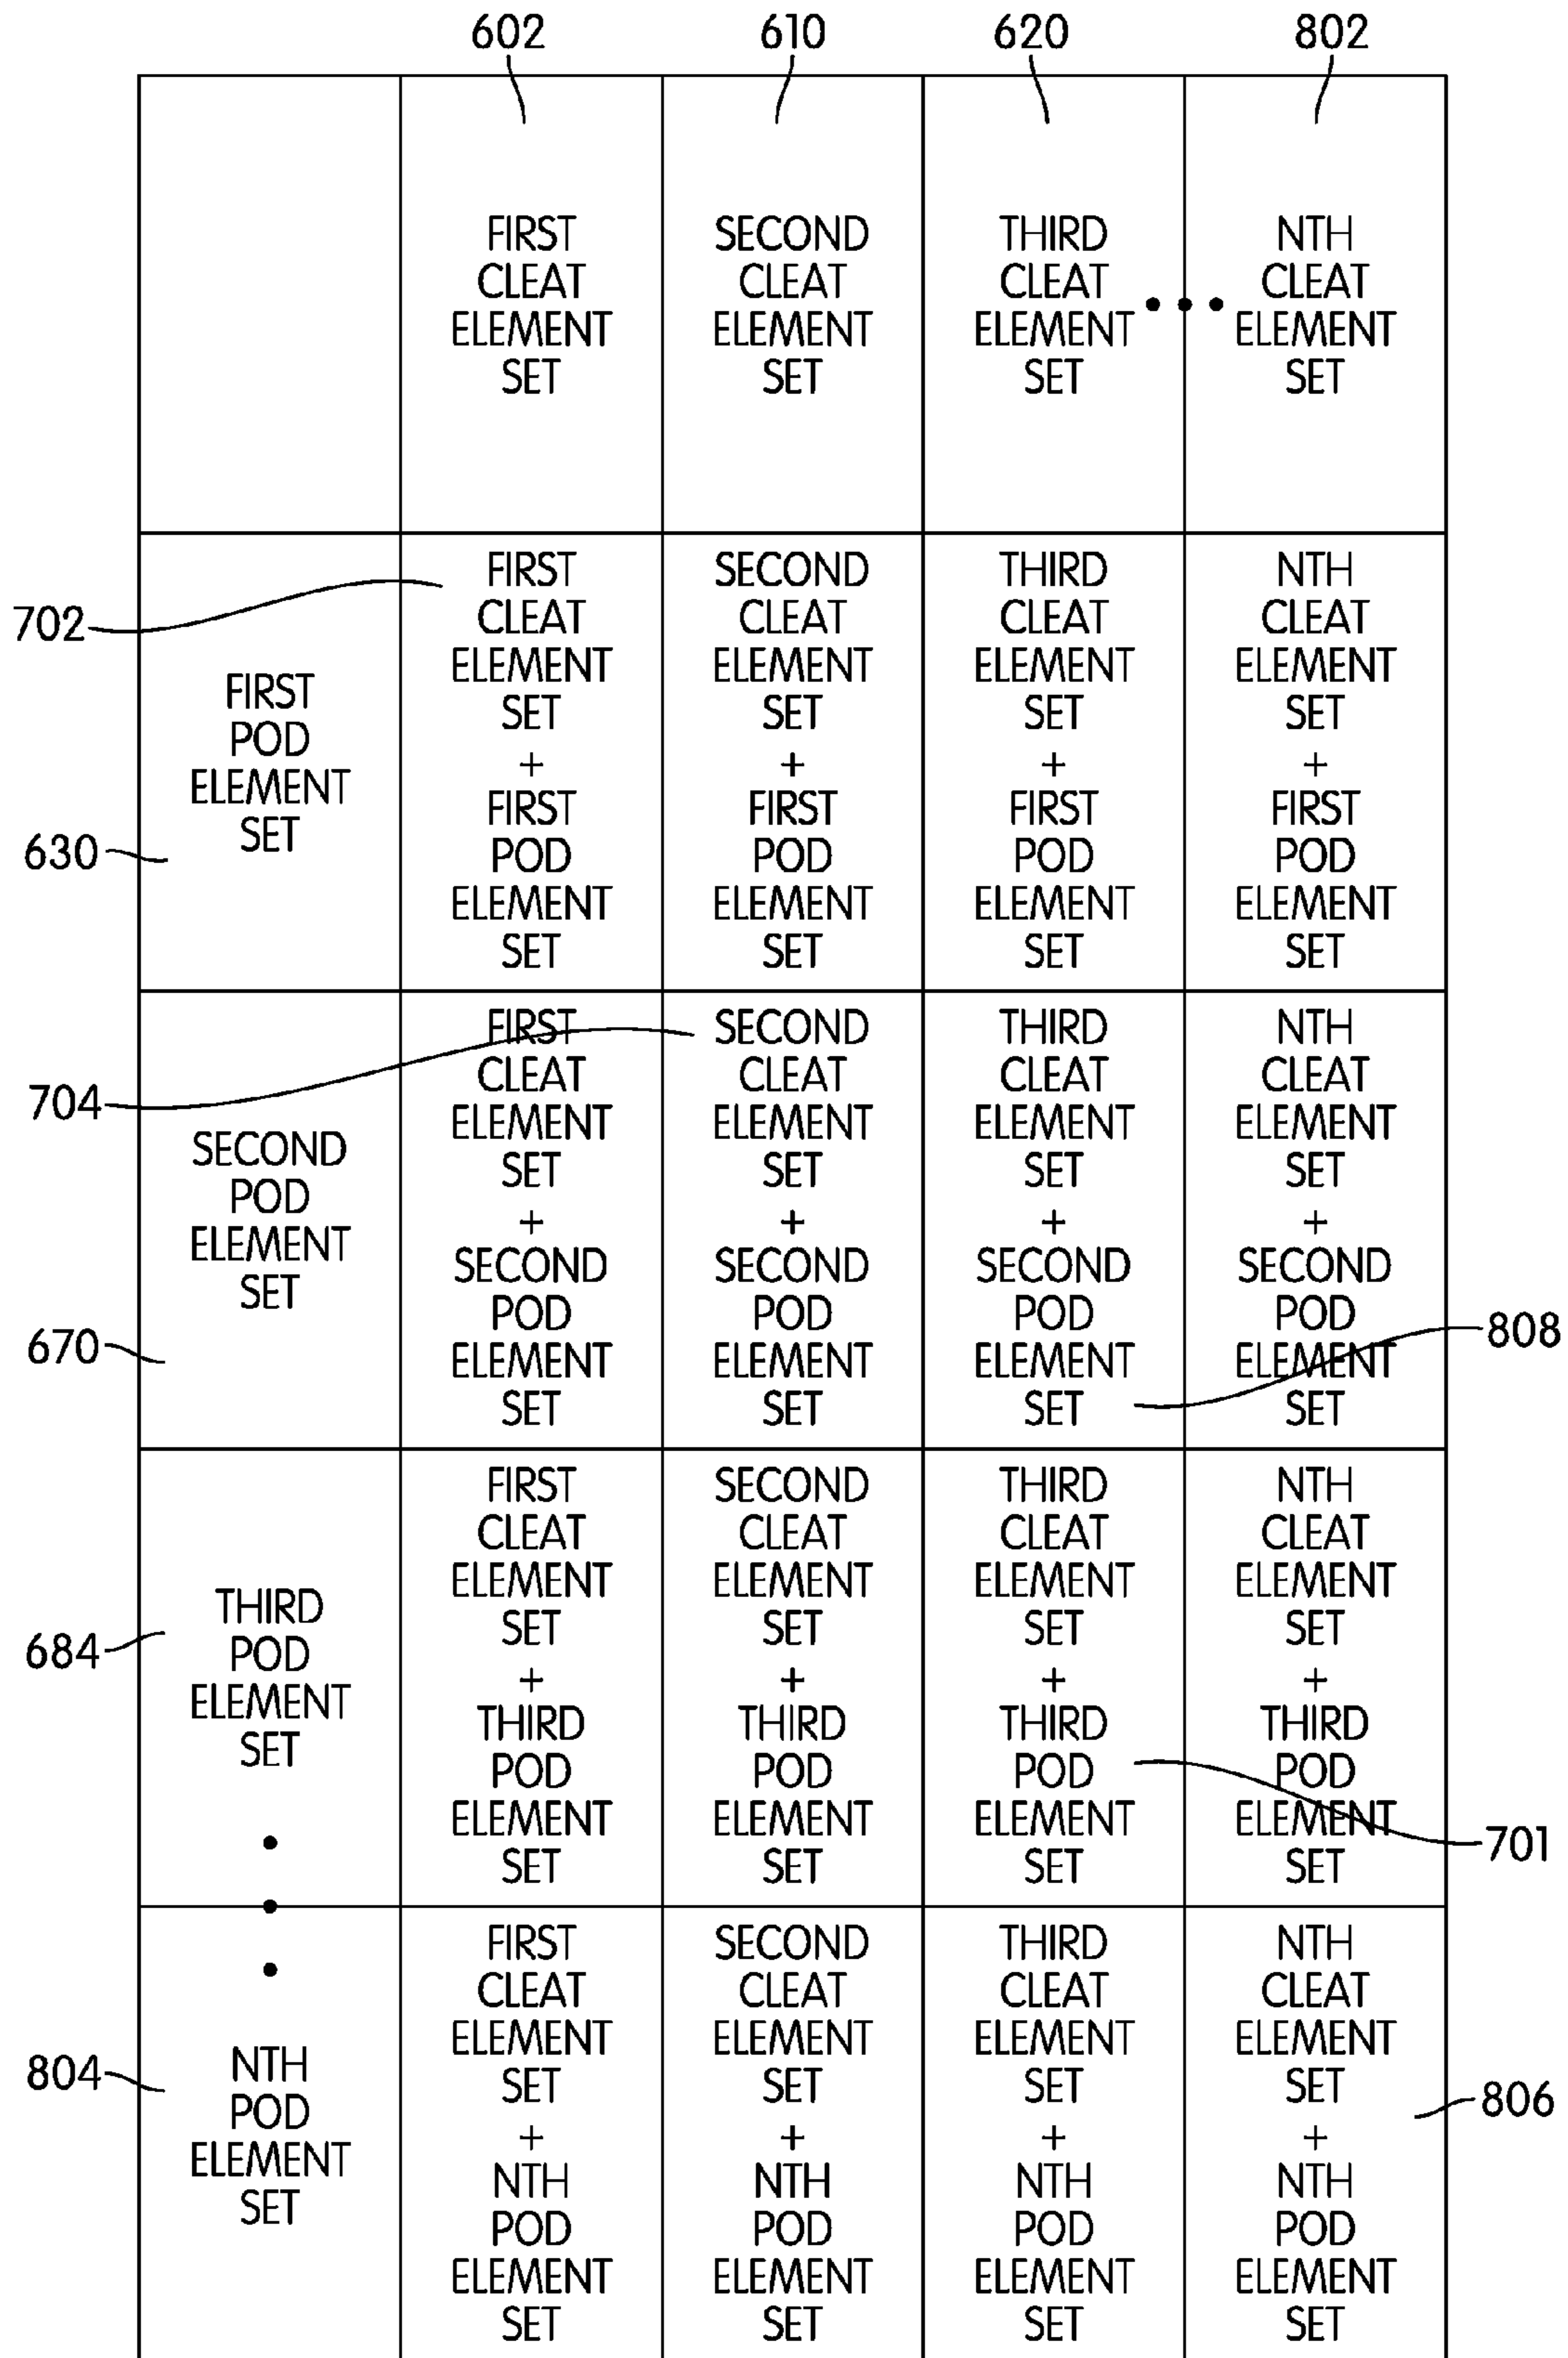 602
610
620
802
FIRST
CLEAT
ELEMENT
SET
SECOND
CLEAT
ELEMENT
SET
THIRD
CLEAT
ELEMENT
SET
NTH
CLEAT
ELEMENT
SET
702
630
FIRST
POD
ELEMENT
SET
FIRST
CLEAT
ELEMENT
SET
+
FIRST
POD
ELEMENT
SET
SECOND
CLEAT
ELEMENT
SET
+
FIRST
POD
ELEMENT
SET
THIRD
CLEAT
ELEMENT
SET
+
FIRST
POD
ELEMENT
SET
NTH
CLEAT
ELEMENT
SET
+
FIRST
POD
ELEMENT
SET
704
670
SECOND
POD
ELEMENT
SET
FIRST
CLEAT
ELEMENT
SET
+
SECOND
POD
ELEMENT
SET
SECOND
CLEAT
ELEMENT
SET
+
SECOND
POD
ELEMENT
SET
THIRD
CLEAT
ELEMENT
SET
+
SECOND
POD
ELEMENT
SET
NTH
CLEAT
ELEMENT
SET
+
SECOND
POD
ELEMENT
SET
808
684
THIRD
POD
ELEMENT
SET
FIRST
CLEAT
ELEMENT
SET
+
THIRD
POD
ELEMENT
SET
SECOND
CLEAT
ELEMENT
SET
+
THIRD
POD
ELEMENT
SET
THIRD
CLEAT
ELEMENT
SET
+
THIRD
POD
ELEMENT
SET
NTH
CLEAT
ELEMENT
SET
+
THIRD
POD
ELEMENT
SET
701
804
NTH
POD
ELEMENT
SET
FIRST
CLEAT
ELEMENT
SET
+
NTH
POD
ELEMENT
SET
SECOND
CLEAT
ELEMENT
SET
+
NTH
POD
ELEMENT
SET
THIRD
CLEAT
ELEMENT
SET
+
NTH
POD
ELEMENT
SET
NTH
CLEAT
ELEMENT
SET
+
NTH
POD
ELEMENT
SET
806